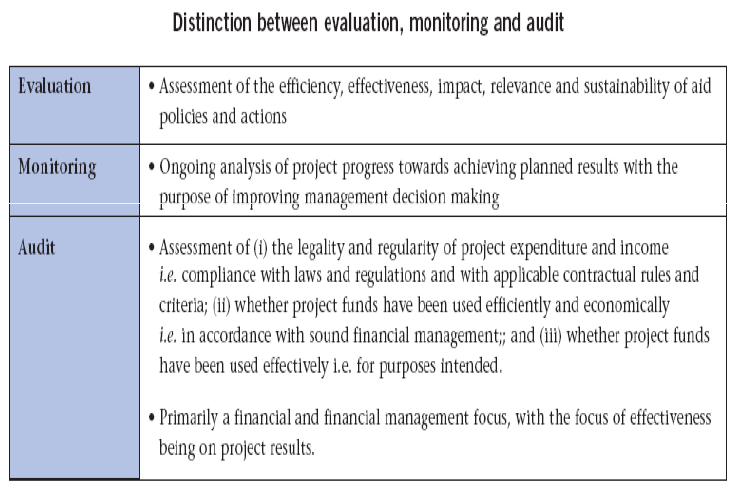 Distinction between evaluation, monitoring and audit
Evaluation
• Assessment of the efficiency, effectiveness, impact, relevance and sustainability of aid
policies and actions
Monitoring
• Ongoing analysis of project progress towards achieving planned results with the
purpose of improving management decision making
Audit
• Assessment of (i) the legality and regularity of project expenditure and income
i.e. compliance with laws and regulations and with applicable contractual rules and
criteria; (ii) whether project funds have been used efficiently and economically
i.e. in accordance with sound financial management;; and (iii) whether project funds
have been used effectively i.e. for purposes intended.
• Primarily a financial and financial management focus, with the focus of effectiveness
being on project results.